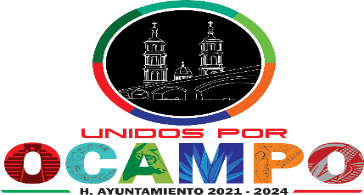 UNIDOS POR
OCAMPO
H. AYUNTAMIENTO 2021 - 2024